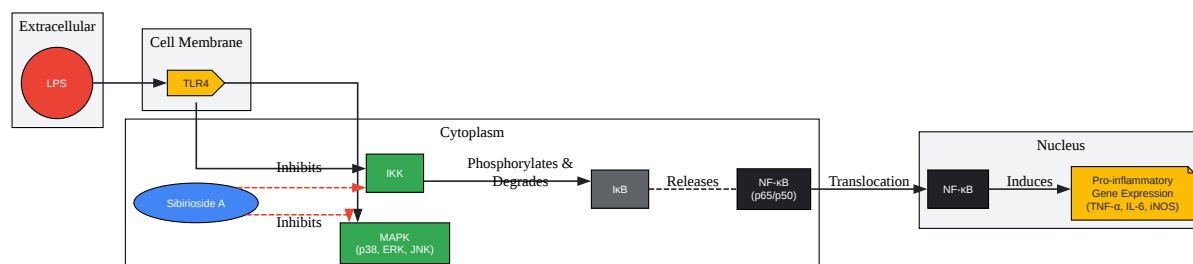 Extracellular
LPS
Cell Membrane
TLR4
Cytoplasm
Inhibits
IKK
Phosphorylates &
Degrades
IκB
Releases
NF-κB
(p65/p50)
Sibirioside A
Inhibits
MAPK
(p38, ERK, JNK)
Translocation
Nucleus
NF-κB
Induces
Pro-inflammatory
Gene Expression
(TNF-α, IL-6, iNOS)